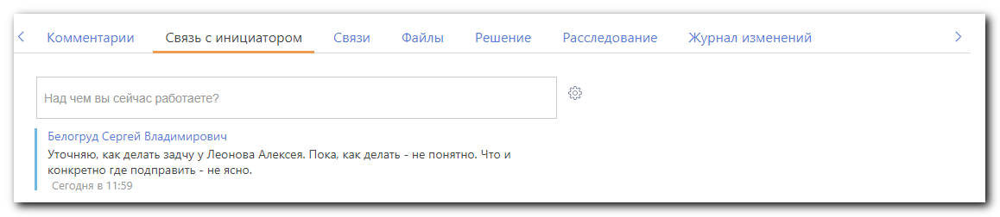 Комментарии Связь с инициатором Связи Файлы Решение Расследование Журнал изменений
Над чем вы сейчас работаете?
Белогруд Сергей Владимирович
Уточняю, как делать задчу у Леонова Алексея. Пока, как делать - не понятно. Что и
конкретно где подправить - не ясно.
Сегодня в 11:59